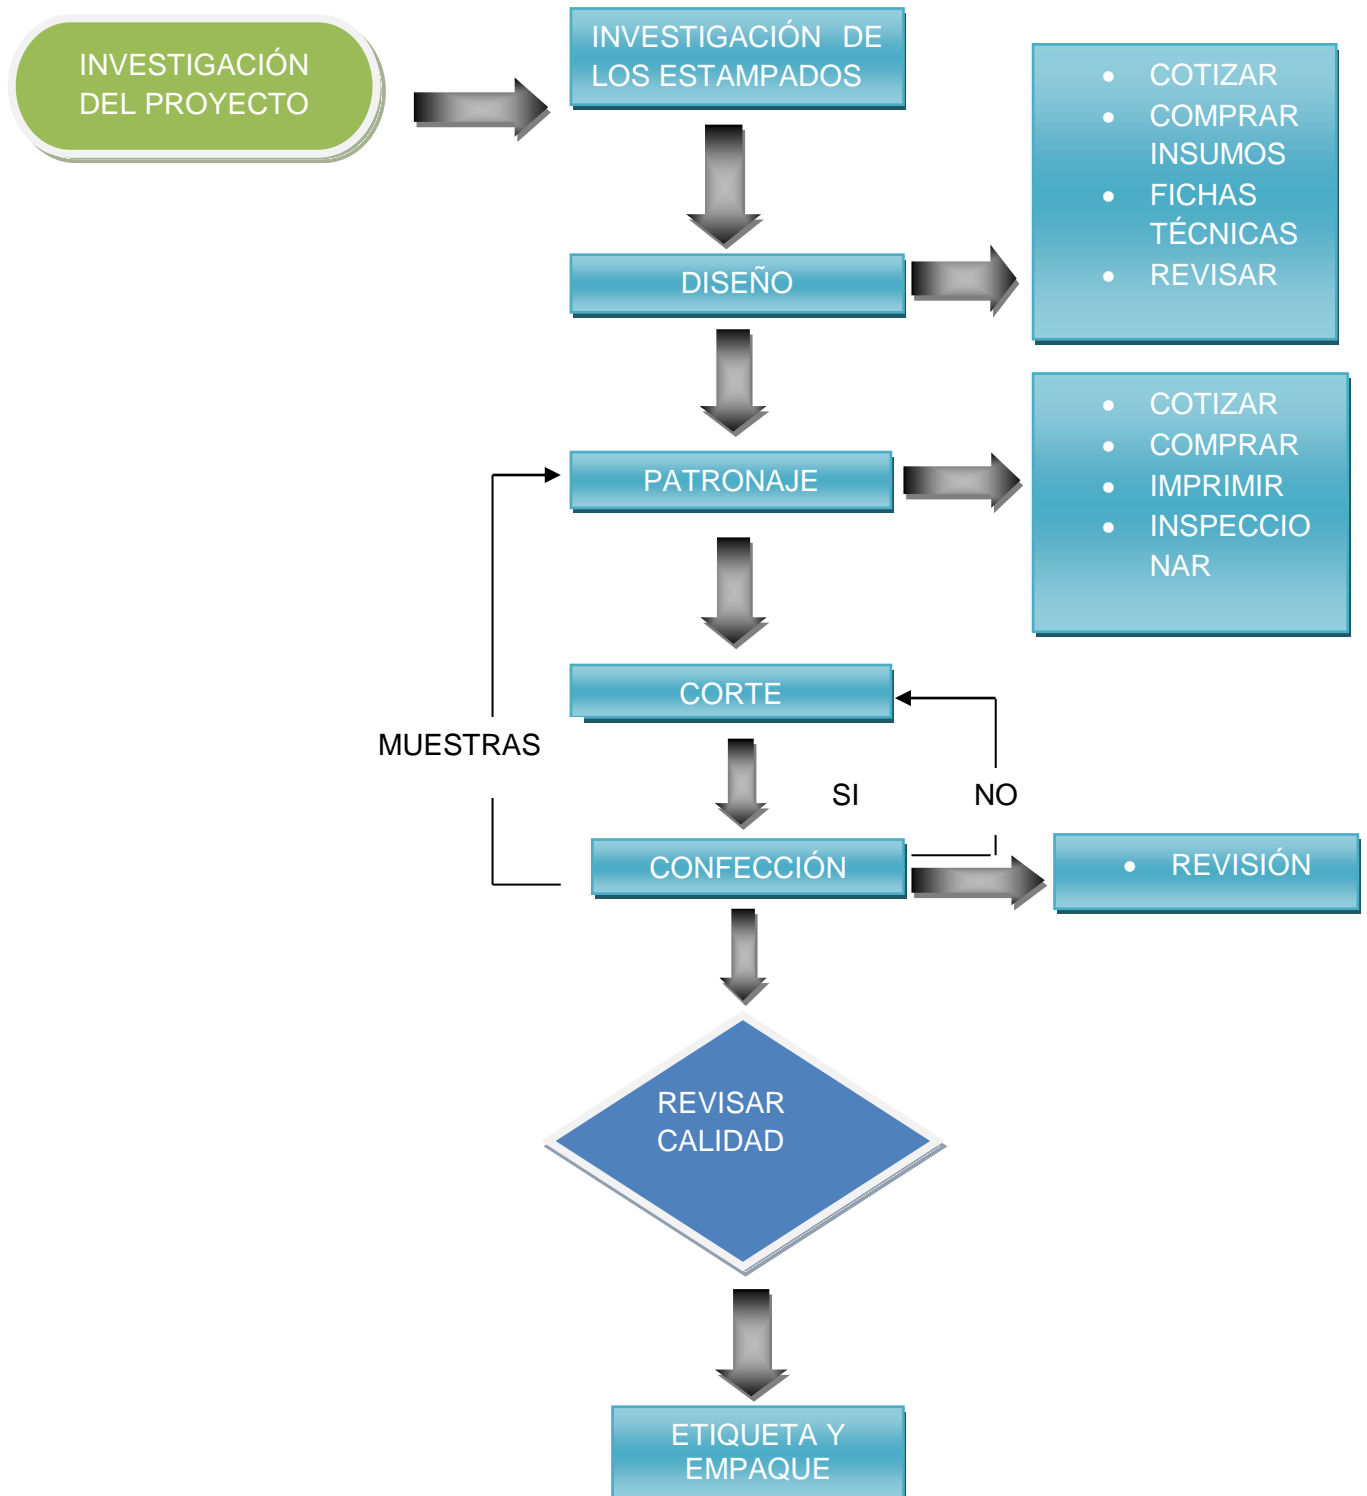 INVESTIGACIÓN
DEL PROYECTO
INVESTIGACIÓN DE
LOS ESTAMPADOS
• COTIZAR
• COMPRAR
INSUMOS
• FICHAS
TÉCNICAS
• REVISAR
DISEÑO
PATRONAJE
• COTIZAR
• COMPRAR
• IMPRIMIR
• INSPECCIO
NAR
CORTE
MUESTRAS
SI
NO
CONFECCIÓN
• REVISIÓN
REVISAR
CALIDAD
ETIQUETA Y
EMPAQUE